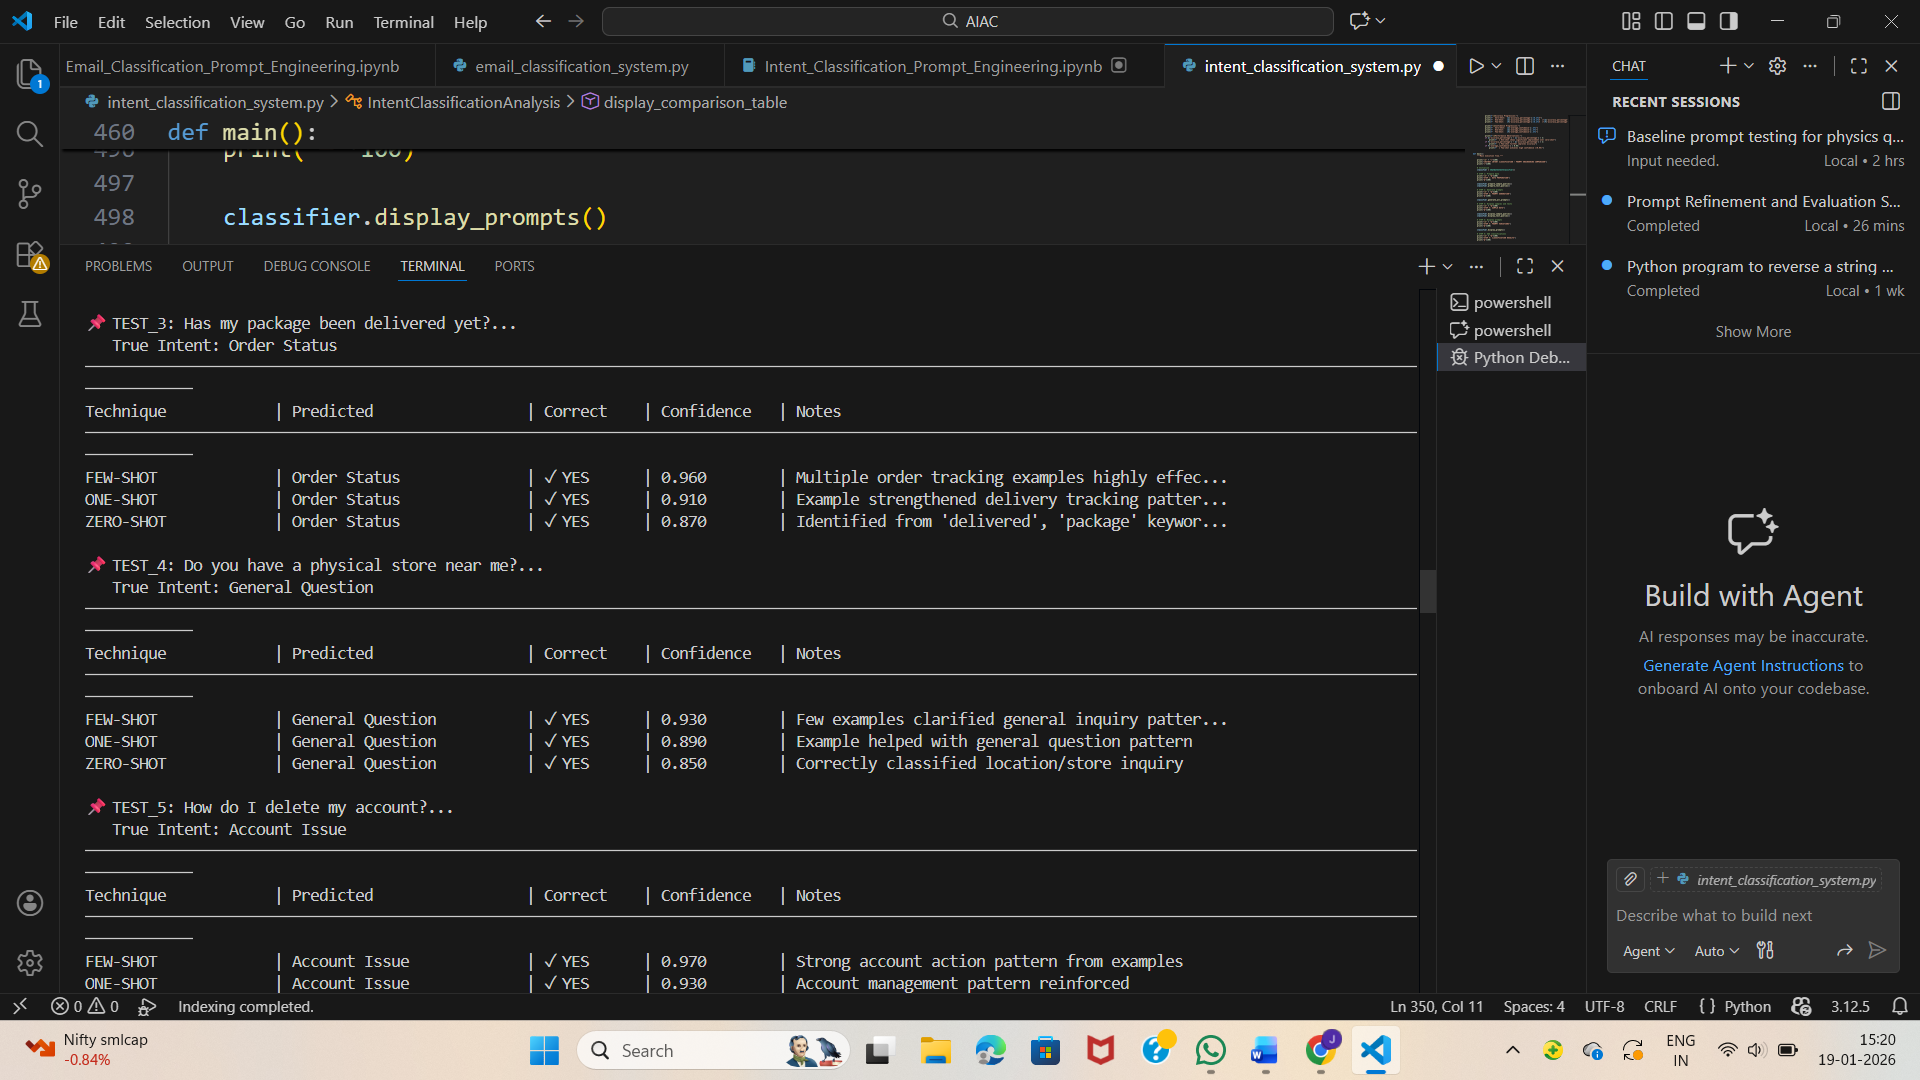 File Edit Selection View Go Run Terminal Help
AIAC
Email_Classification_Prompt_Engineering.ipynb
email_classification_system.py
Intent_Classification_Prompt_Engineering.ipynb
intent_classification_system.py
intent_classification_system.py > IntentClassificationAnalysis > display_comparison_table
460 def main():
496 print( 100)
497
498 classifier.display_prompts()
PROBLEMS OUTPUT DEBUG CONSOLE TERMINAL PORTS
powershell
powershell
Python Deb...
TEST_3: Has my package been delivered yet?...
True Intent: Order Status
Technique | Predicted | Correct | Confidence | Notes
FEW-SHOT | Order Status | ✓ YES | 0.960 | Multiple order tracking examples highly effec...
ONE-SHOT | Order Status | ✓ YES | 0.910 | Example strengthened delivery tracking patter...
ZERO-SHOT | Order Status | ✓ YES | 0.870 | Identified from 'delivered', 'package' keywor...
TEST_4: Do you have a physical store near me?...
True Intent: General Question
Technique | Predicted | Correct | Confidence | Notes
FEW-SHOT | General Question | ✓ YES | 0.930 | Few examples clarified general inquiry patter...
ONE-SHOT | General Question | ✓ YES | 0.890 | Example helped with general question pattern
ZERO-SHOT | General Question | ✓ YES | 0.850 | Correctly classified location/store inquiry
TEST_5: How do I delete my account?...
True Intent: Account Issue
Technique | Predicted | Correct | Confidence | Notes
FEW-SHOT | Account Issue | ✓ YES | 0.970 | Strong account action pattern from examples
ONE-SHOT | Account Issue | ✓ YES | 0.930 | Account management pattern reinforced
CHAT
RECENT SESSIONS
Baseline prompt testing for physics q...
Input needed. Local • 2 hrs
Prompt Refinement and Evaluation S...
Completed Local • 26 mins
Python program to reverse a string ...
Completed Local • 1 wk
Show More
Build with Agent
AI responses may be inaccurate.
Generate Agent Instructions to
onboard AI onto your codebase.
intent_classification_system.py
Describe what to build next
Agent Auto
1
0 0 Indexing completed.
Ln 350, Col 11 Spaces: 4 UTF-8 CRLF { } Python 3.12.5
Nifty smlcap
-0.84%
Search
J
ENG
IN
15:20
19-01-2026